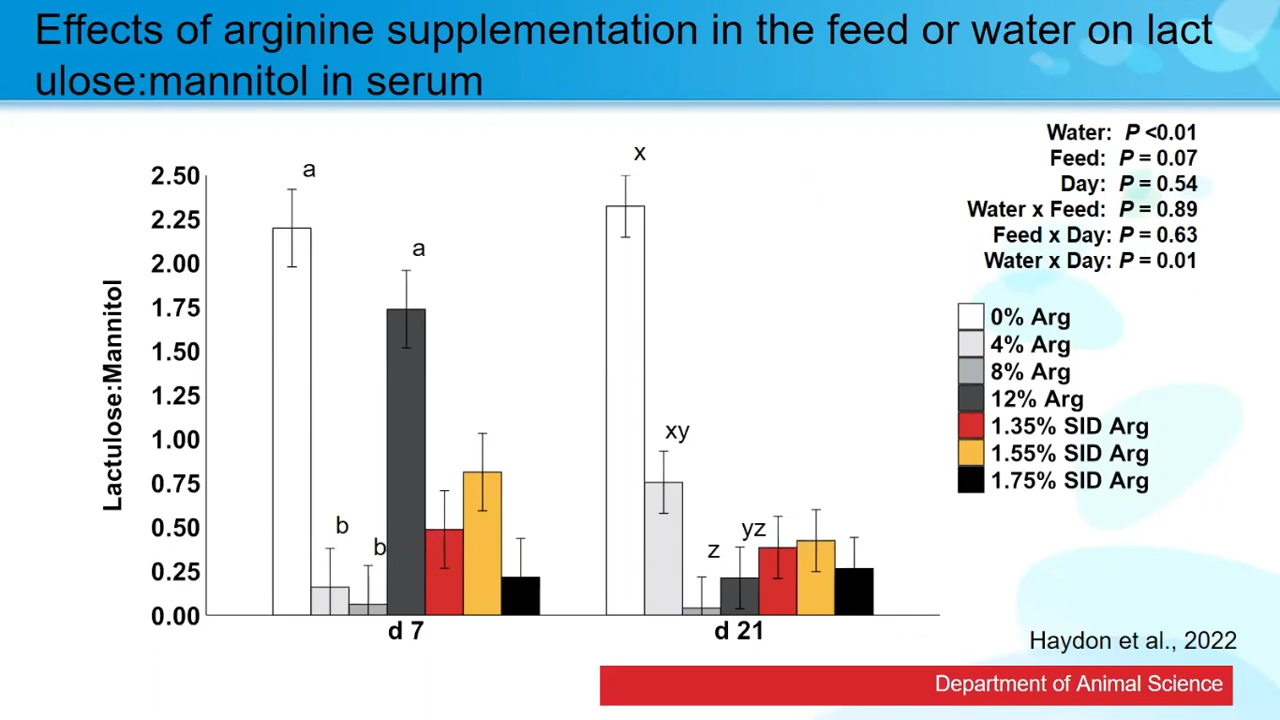 Effects of arginine supplementation in the feed or water on lact
ulose:mannitol in serum
Water: P <0.01
Feed: P = 0.07
Day: P = 0.54
Water x Feed: P = 0.89
Feed x Day: P = 0.63
Water x Day: P = 0.01
Lactulose:Mannitol
2.50
2.25
2.00
1.75
1.50
1.25
1.00
0.75
0.50
0.25
0.00
a
b
b
a
x
xy
z
yz
d 7
d 21
0% Arg
4% Arg
8% Arg
12% Arg
1.35% SID Arg
1.55% SID Arg
1.75% SID Arg
Haydon et al., 2022
Department of Animal Science